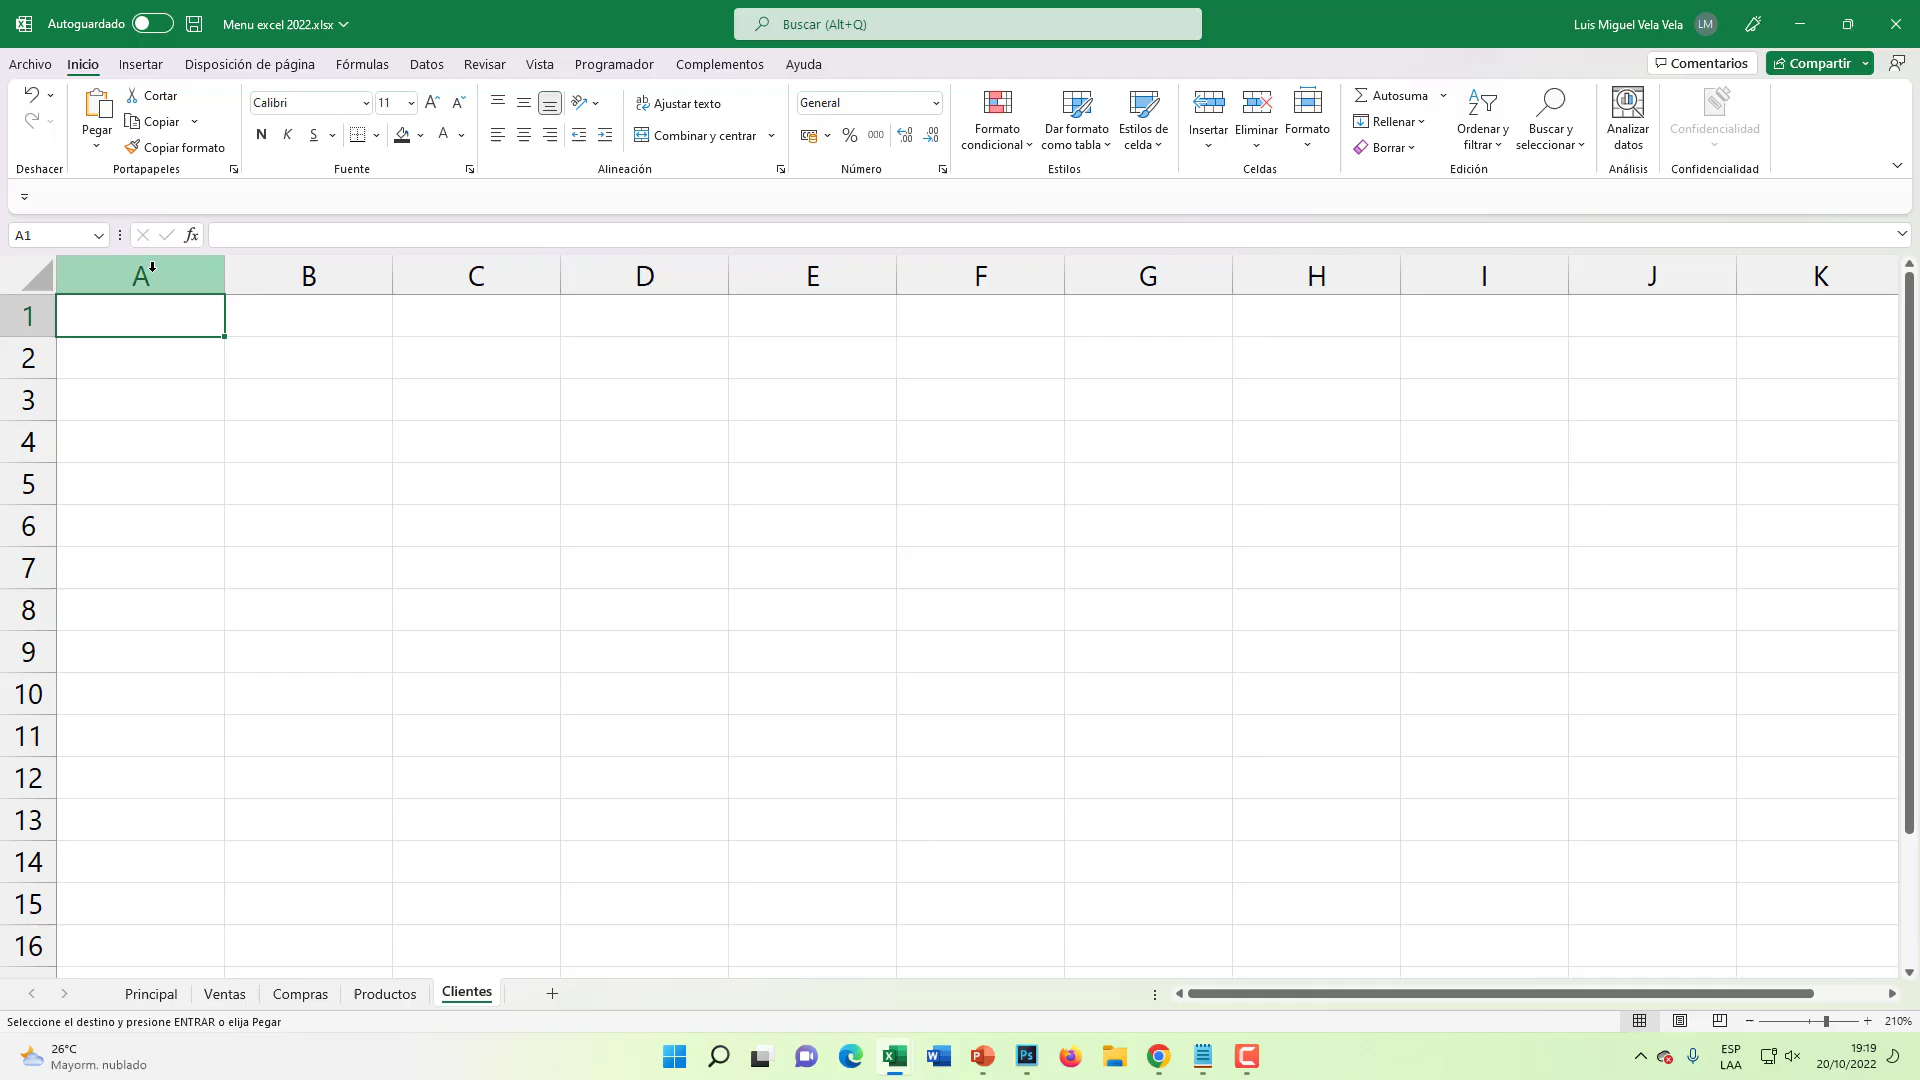 Autoguardado
Menu excel 2022.xlsx
Buscar (Alt+Q)
Luis Miguel Vela Vela
LM
Archivo Inicio Insertar Disposición de página Fórmulas Datos Revisar Vista Programador Complementos Ayuda
Comentarios
Compartir
Deshacer
Pegar
Cortar
Copiar
Copiar formato
Portapapeles
Calibri
11
N K S
Fuente
Ajustar texto
Combinar y centrar
Alineación
General
% 000
Número
Formato condicional
Dar formato como tabla
Estilos de celda
Estilos
Insertar
Eliminar
Formato
Celdas
Autosuma
Rellenar
Borrar
Ordenar y filtrar
Buscar y seleccionar
Edición
Analizar datos
Análisis
Confidencialidad
Confidencialidad
A1
fx
A B C D E F G H I J K
1
2
3
4
5
6
7
8
9
10
11
12
13
14
15
16
Principal Ventas Compras Productos Clientes
Seleccione el destino y presione ENTRAR o elija Pegar
210%
26°C
Mayorm. nublado
ESP
LAA
19:19
20/10/2022